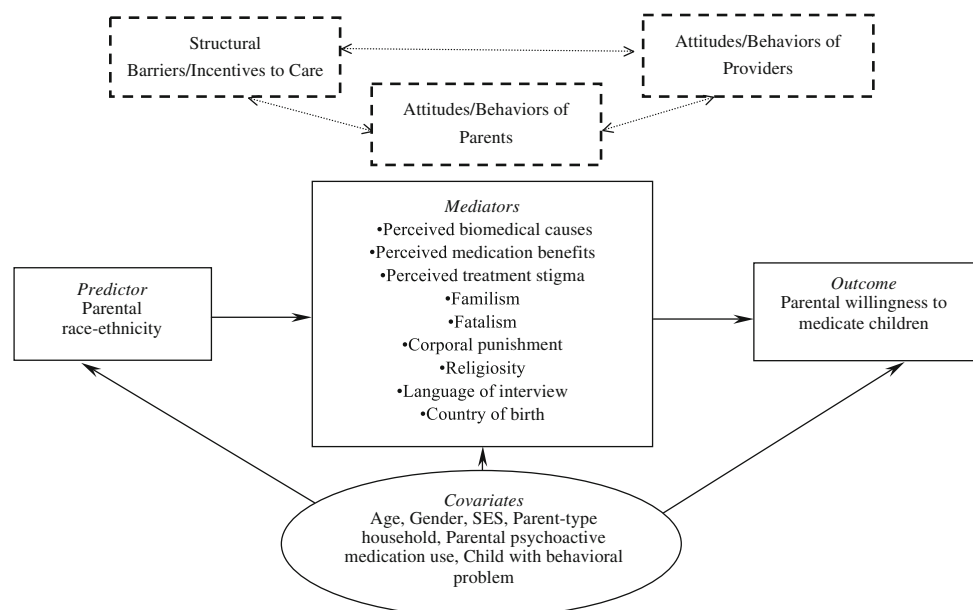 Structural
Barriers/Incentives to Care
Attitudes/Behaviors of
Providers
Attitudes/Behaviors of
Parents
Mediators
•Perceived biomedical causes
•Perceived medication benefits
•Perceived treatment stigma
•Familism
•Fatalism
•Corporal punishment
•Religiosity
•Language of interview
•Country of birth
Predictor
Parental
race-ethnicity
Outcome
Parental willingness to
medicate children
Covariates
Age, Gender, SES, Parent-type
household, Parental psychoactive
medication use, Child with behavioral
problem